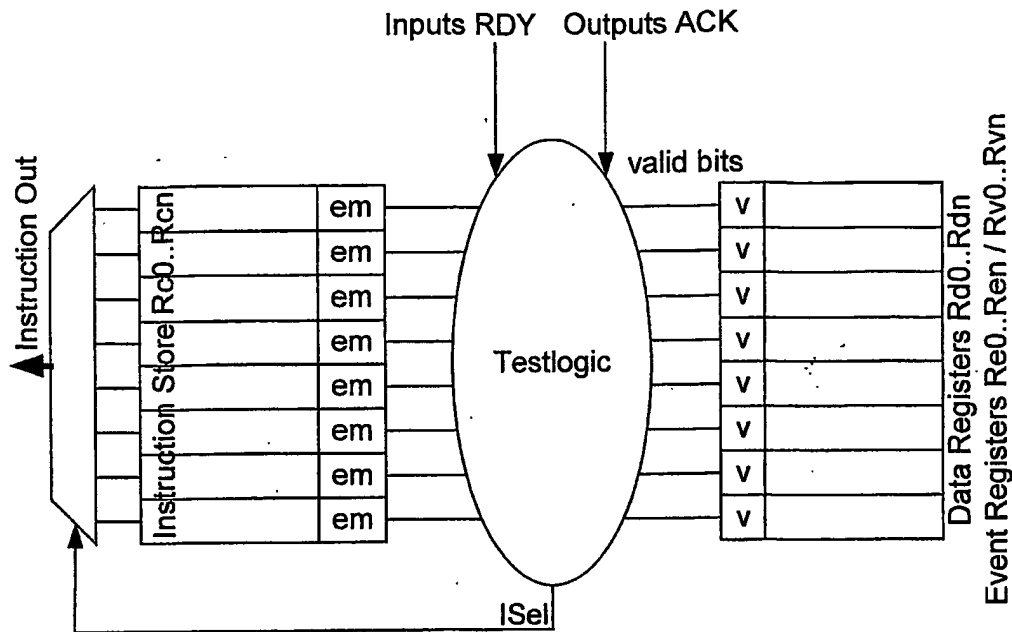 Inputs RDY
Outputs ACK
valid bits
Instruction Out
Instruction Store Rc0..Rcn
em
em
em
em
em
em
em
em
Testlogic
v
v
v
v
v
v
v
v
Data Registers Rd0..Rdn
Event Registers Re0..Ren / Rv0..Rvn
ISel